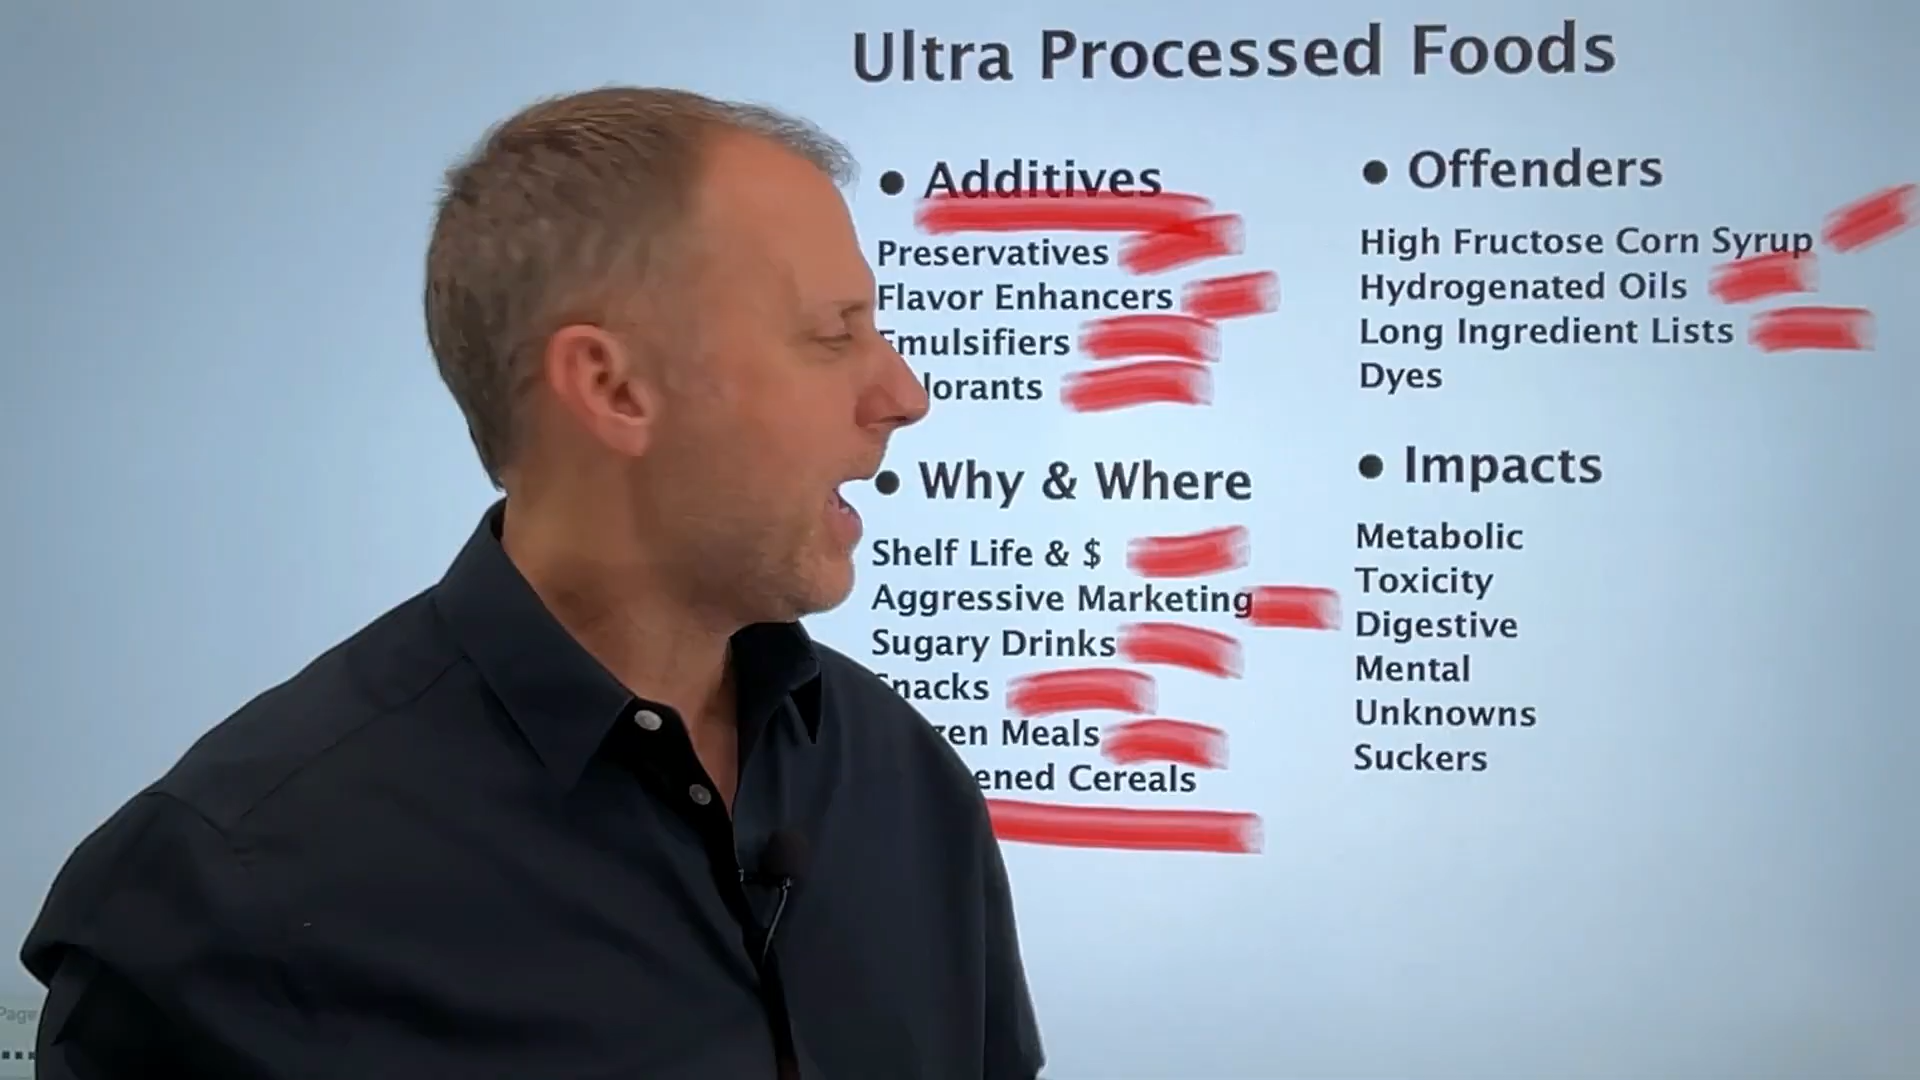 Ultra Processed Foods
● Additives
Preservatives
Flavor Enhancers
mulsifiers
lorants
● Why & Where
Shelf Life & $
Aggressive Marketing
Sugary Drinks
nacks
zen Meals
ened Cereals
● Offenders
High Fructose Corn Syrup
Hydrogenated Oils
Long Ingredient Lists
Dyes
● Impacts
Metabolic
Toxicity
Digestive
Mental
Unknowns
Suckers
Page